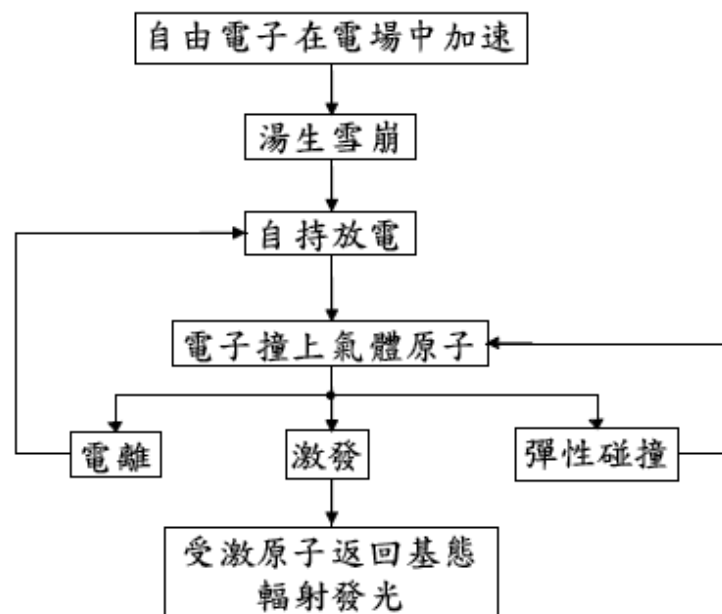 自由電子在電場中加速
湯生雪崩
自持放電
電子撞上氣體原子
電離
激發
彈性碰撞
受激原子返回基態
輻射發光